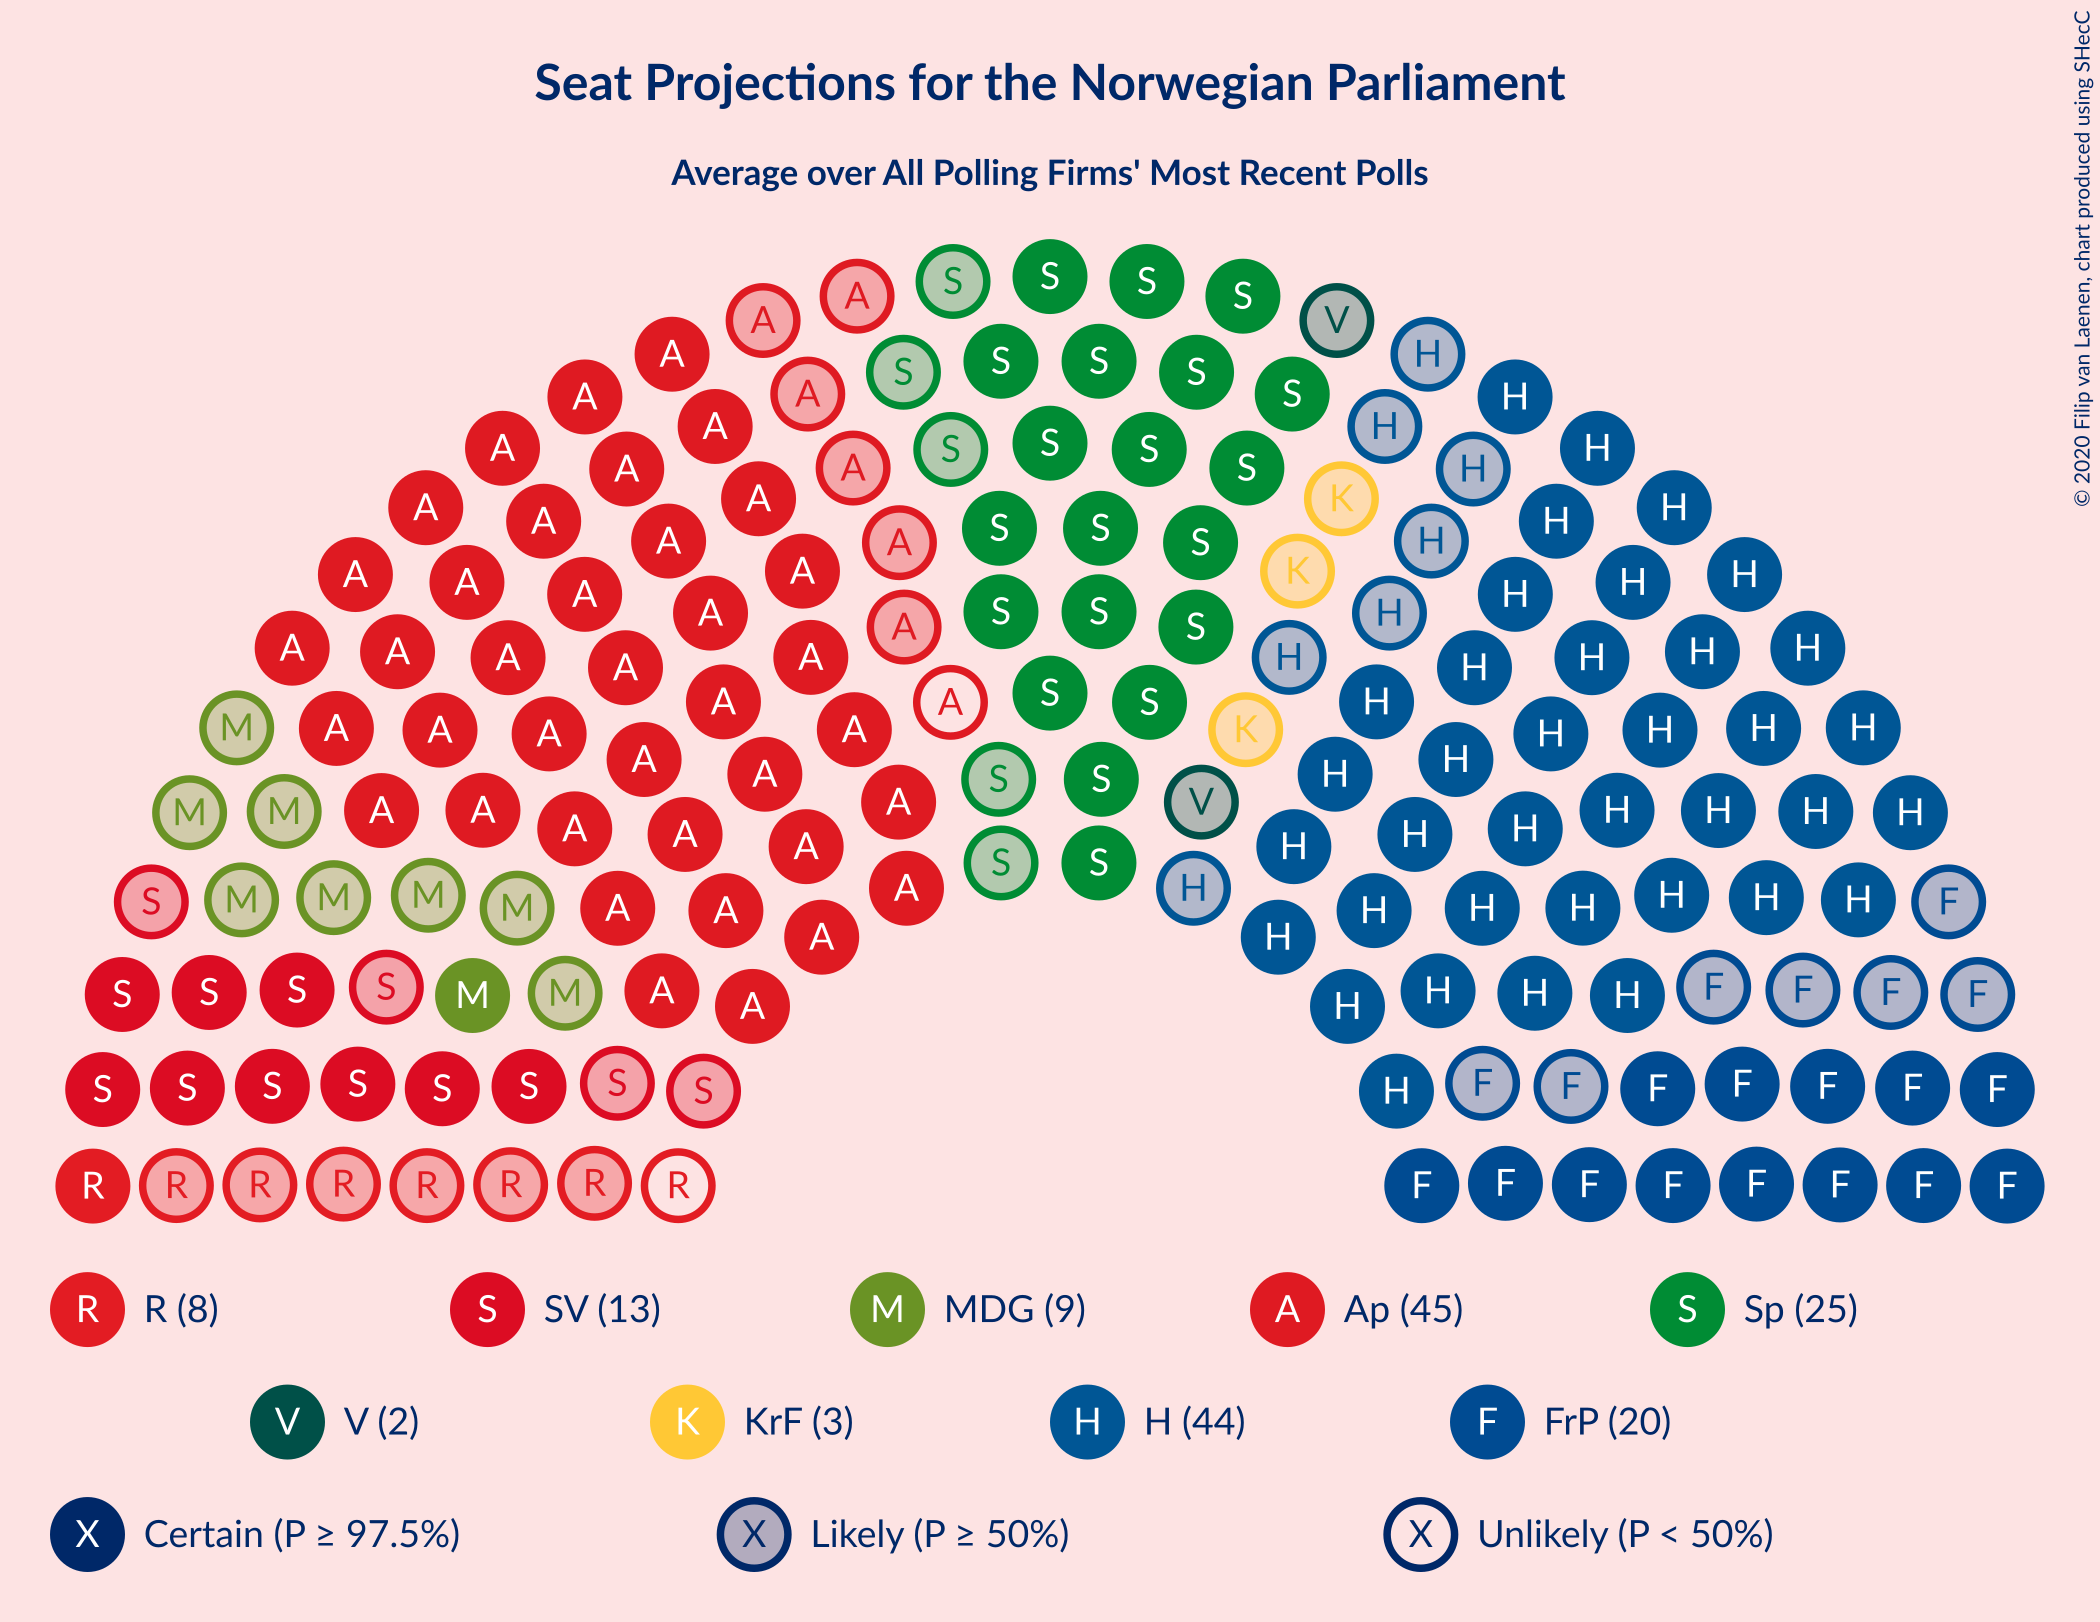 © 2020 Filip van Laenen, chart produced using SHecC
Seat Projections for the Norwegian Parliament
Average over All Polling Firms' Most Recent Polls
A S S S S
A V
A S S S S H
A A S H
A A S S S H H
A A S H
A A K H
A A A S S S H H
A A A A K H H H
A A S S S H
A A A A A H H H H H
A A S S H
M A A A A K H H H H
A A S S H H
M M A A A A A V H H H H H H
A S S H
S M M M M A A A H H H H H H H F
A H
S S S S M M A A H H H H F F F F
S S S S S S S S H F F F F F F F
R R R R R R R R F F F F F F F F
R R (8) S SV (13) M MDG (9) A Ap (45) S Sp (25)
V V (2) K KrF (3) H H (44) F FrP (20)
X Certain (P ≥ 97.5%) X Likely (P ≥ 50%) X Unlikely (P < 50%)